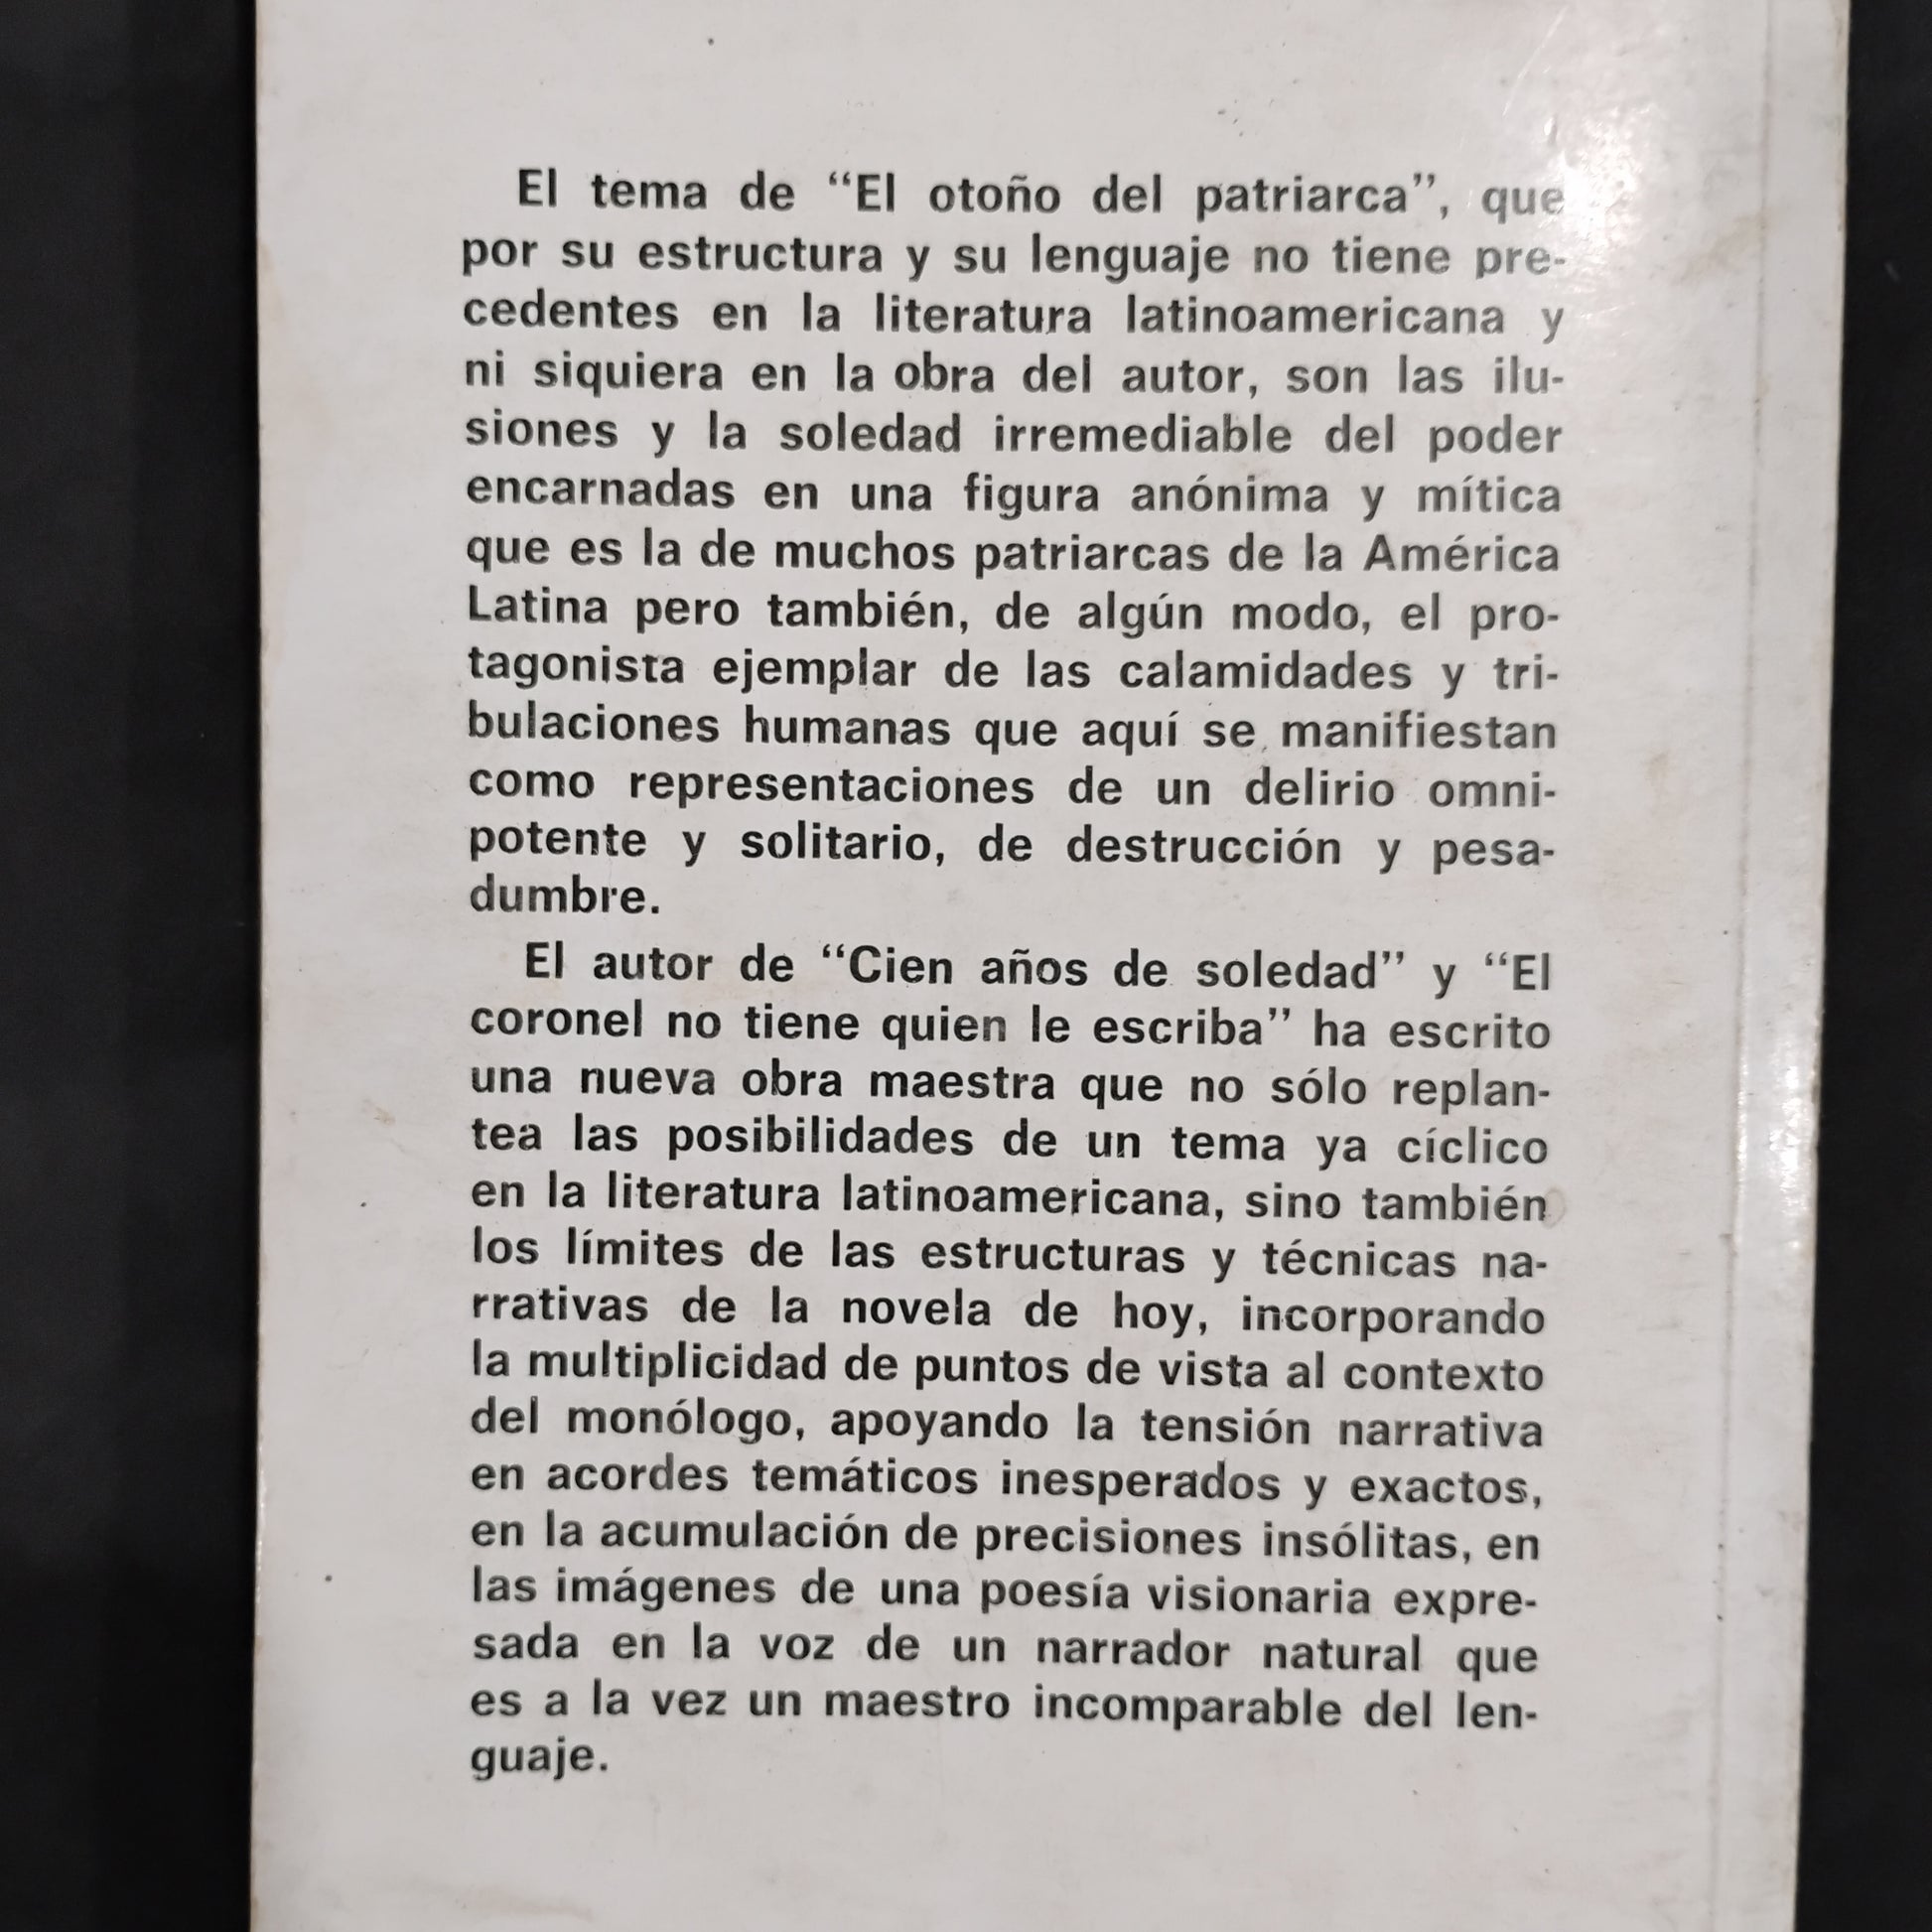 El tema de “El otoño del patriarca”, que
por su estructura y su lenguaje no tiene pre-
cedentes en la literatura latinoamericana y
ni siquiera en la obra del autor, son las ilu-
siones y la soledad irremediable del poder
encarnadas en una figura anónima y mítica
que es la de muchos patriarcas de la América
Latina pero también, de algún modo, el pro-
tagonista ejemplar de las calamidades y tri-
bulaciones humanas que aquí se manifiestan
como representaciones de un delirio omni-
potente y solitario, de destrucción y pesa-
dumbre.
El autor de “Cien años de soledad” y “El
coronel no tiene quien le escriba” ha escrito
una nueva obra maestra que no sólo replan-
tea las posibilidades de un tema ya cíclico
en la literatura latinoamericana, sino también
los límites de las estructuras y técnicas na-
rrativas de la novela de hoy, incorporando
la multiplicidad de puntos de vista al contexto
del monólogo, apoyando la tensión narrativa
en acordes temáticos inesperados y exactos,
en la acumulación de precisiones insólitas, en
las imágenes de una poesía visionaria expre-
sada en la voz de un narrador natural que
es a la vez un maestro incomparable del len-
guaje.